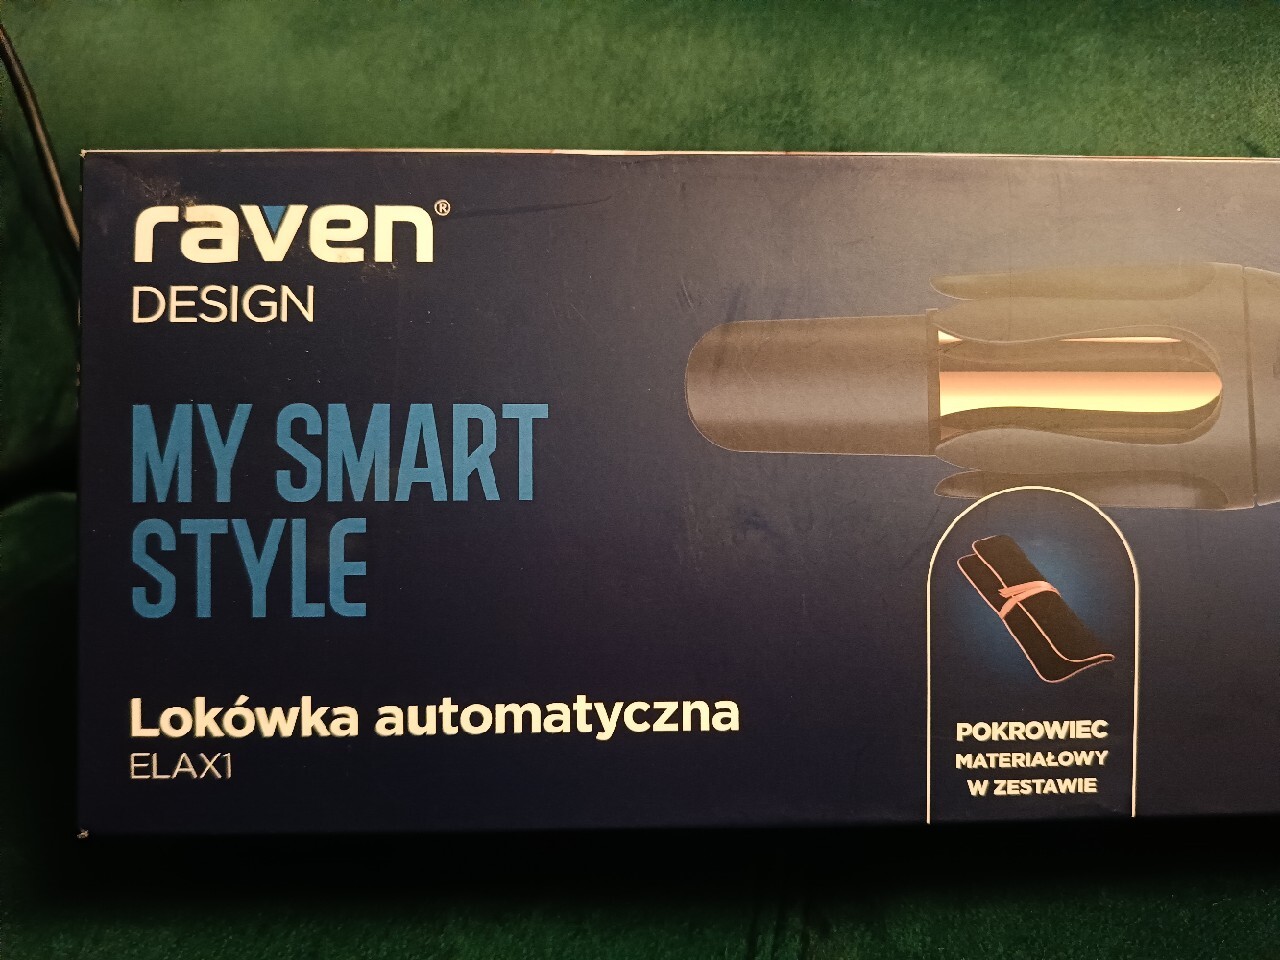 raven®
DESIGN
MY SMART
STYLE
Lokówka automatyczna
ELAX1
POKROWIEC
MATERIAŁOWY
W ZESTAWIE